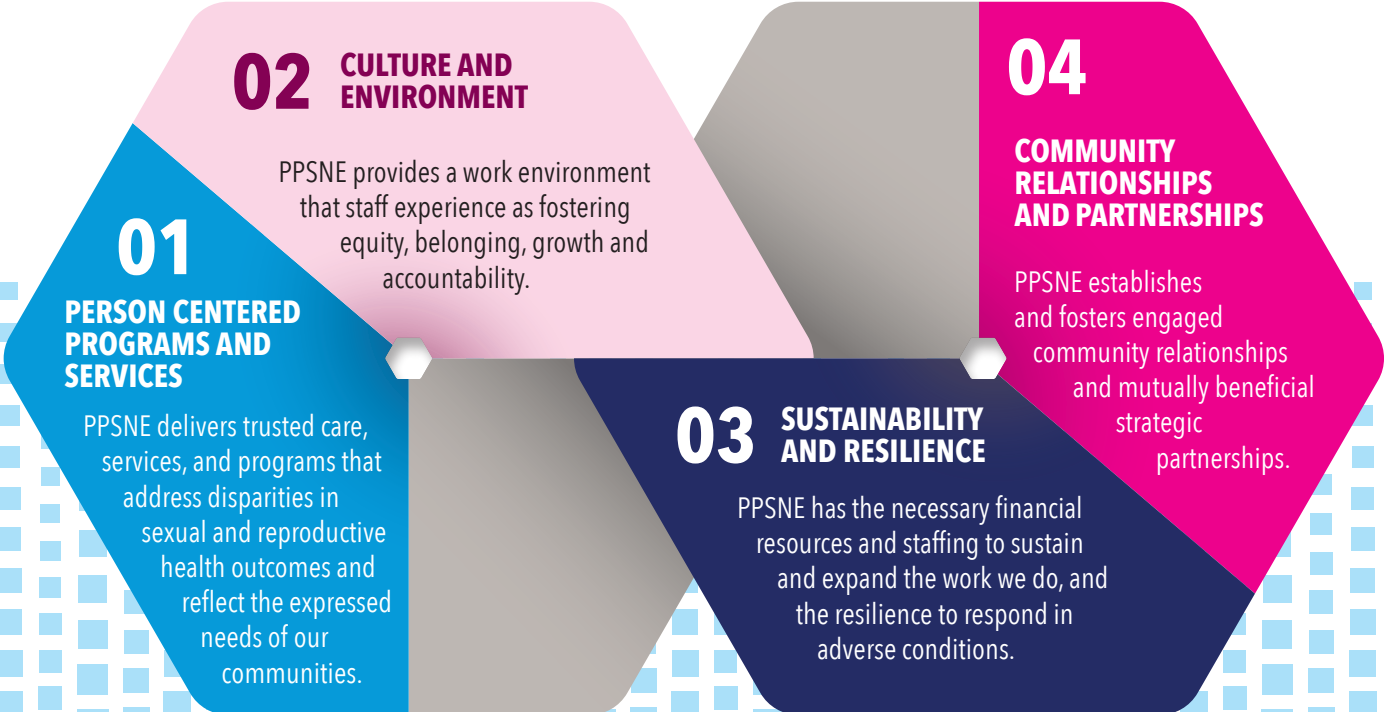 01
PERSON CENTERED
PROGRAMS AND
SERVICES
PPSNE delivers trusted care,
services, and programs that
address disparities in
sexual and reproductive
health outcomes and
reflect the expressed
needs of our
communities.
02
CULTURE AND
ENVIRONMENT
PPSNE provides a work environment
that staff experience as fostering
equity, belonging, growth and
accountability.
03
SUSTAINABILITY
AND RESILIENCE
PPSNE has the necessary financial
resources and staffing to sustain
and expand the work we do, and
the resilience to respond in
adverse conditions.
04
COMMUNITY
RELATIONSHIPS
AND PARTNERSHIPS
PPSNE establishes
and fosters engaged
community relationships
and mutually beneficial
strategic
partnerships.